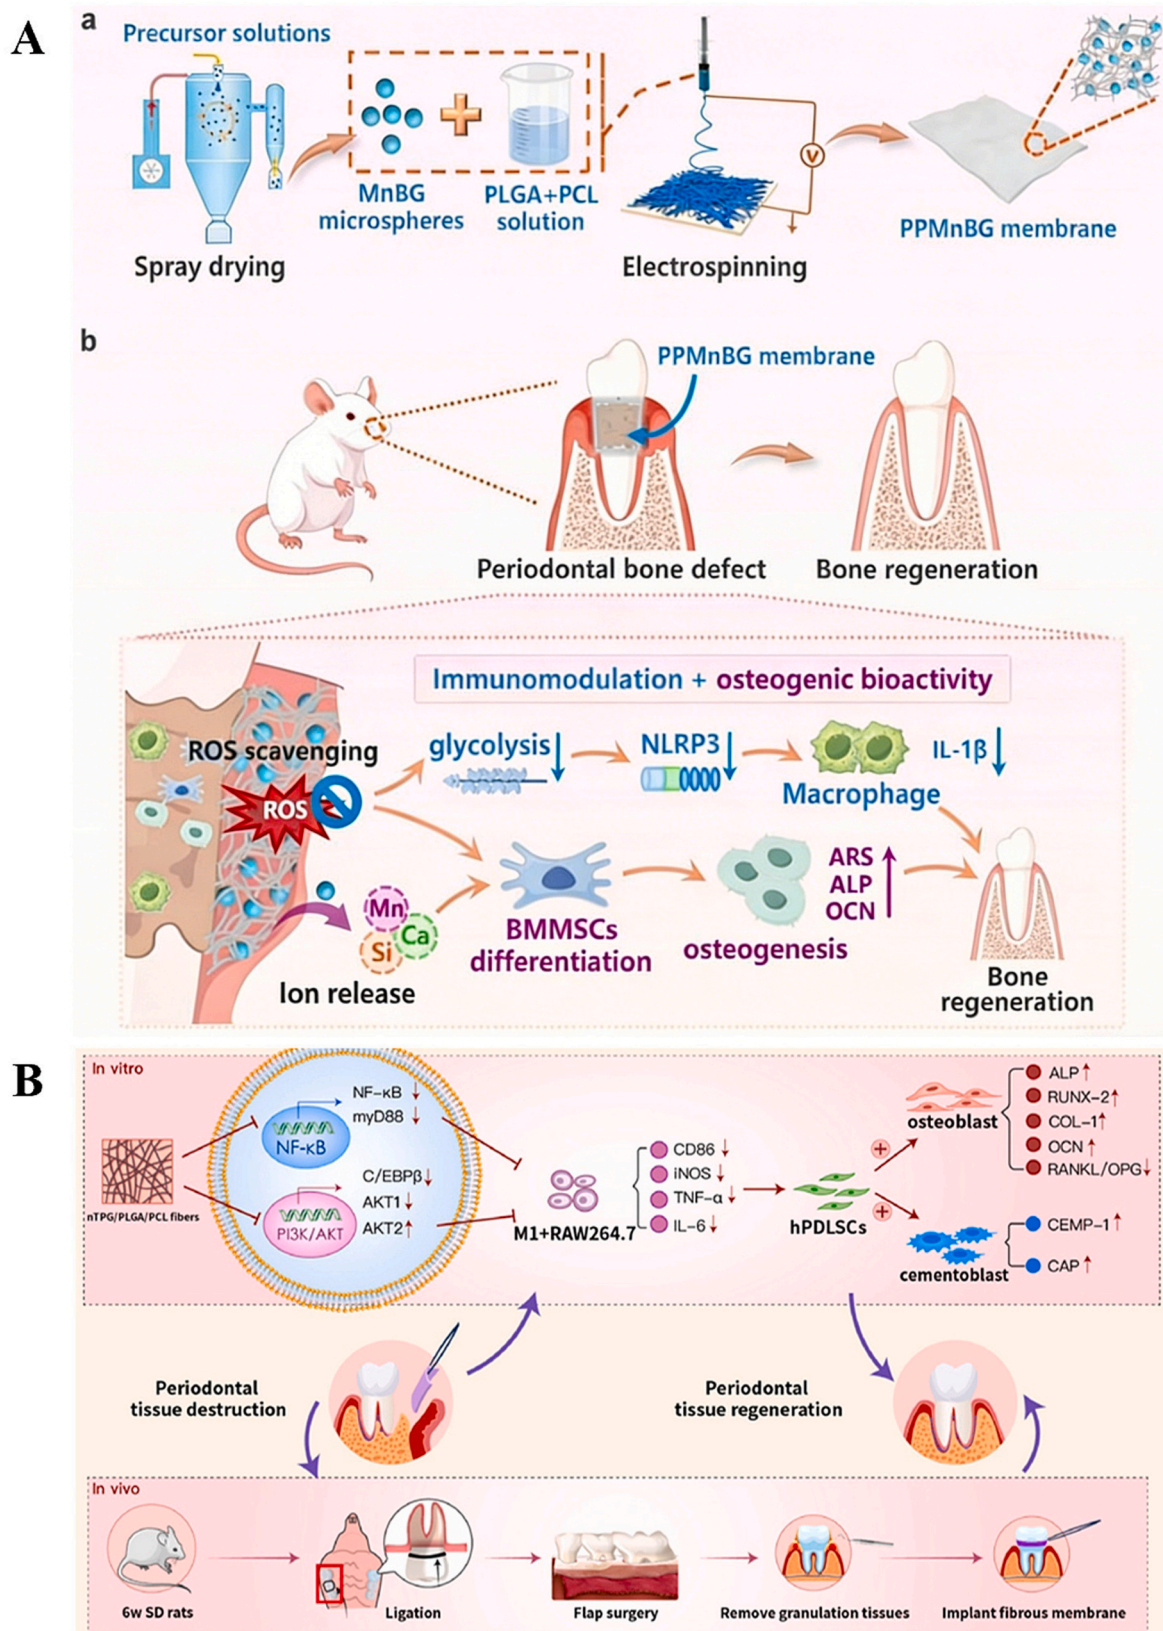 A
a
Precursor solutions
MnBG
microspheres
PLGA+PCL
solution
V
PPMnBG membrane
Spray drying
Electrospinning
b
PPMnBG membrane
Periodontal bone defect
Bone regeneration
Immunomodulation + osteogenic bioactivity
ROS scavenging
ROS
glycolysis↓
NLRP3↓
IL-1β↓
Macrophage
ARS
ALP
OCN
Mn
Ca
Si
BMMSCs
differentiation
osteogenesis
Ion release
Bone
regeneration
B
In vitro
nTPG/PLGA/PCL fibers
NF-κB
PI3K/AKT
NF-κB ↓
myD88 ↓
C/EBPβ↓
AKT1↓
AKT2↑
M1+RAW264.7
CD86 ↓
iNOS ↓
TNF-α ↓
IL-6↓
hPDLSCs
+
+
osteoblast
ALP↑
RUNX-2↑
COL-1↑
OCN ↑
RANKL/OPG↓
cementoblast
CEMP-1↑
CAP ↑
Periodontal
tissue destruction
Periodontal
tissue regeneration
In vivo
6w SD rats
Ligation
Flap surgery
Remove granulation tissues
Implant fibrous membrane